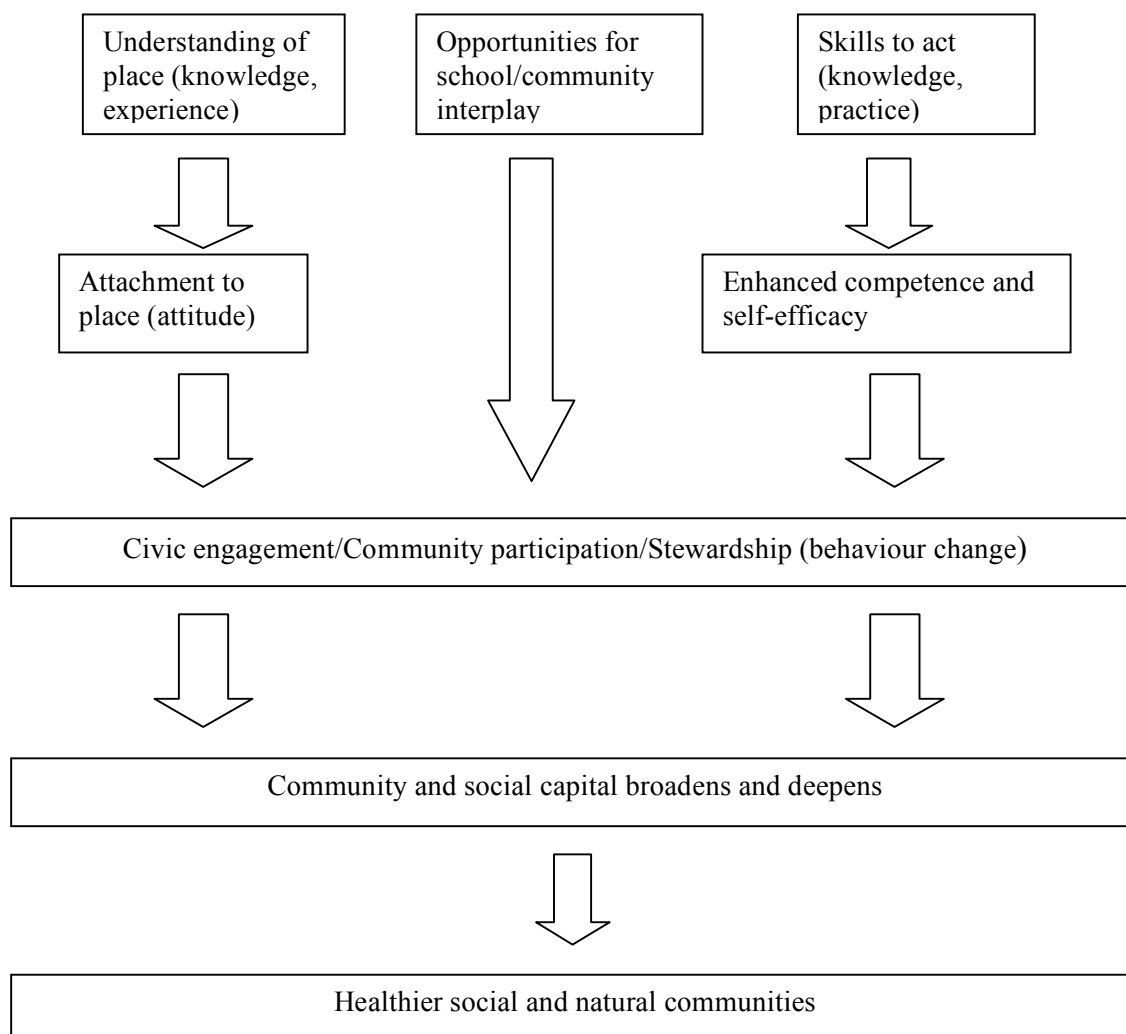 Understanding of
place (knowledge,
experience)
Opportunities for
school/community
interplay
Skills to act
(knowledge,
practice)
Attachment to
place (attitude)
Enhanced competence and
self-efficacy
Civic engagement/Community participation/Stewardship (behaviour change)
Community and social capital broadens and deepens
Healthier social and natural communities